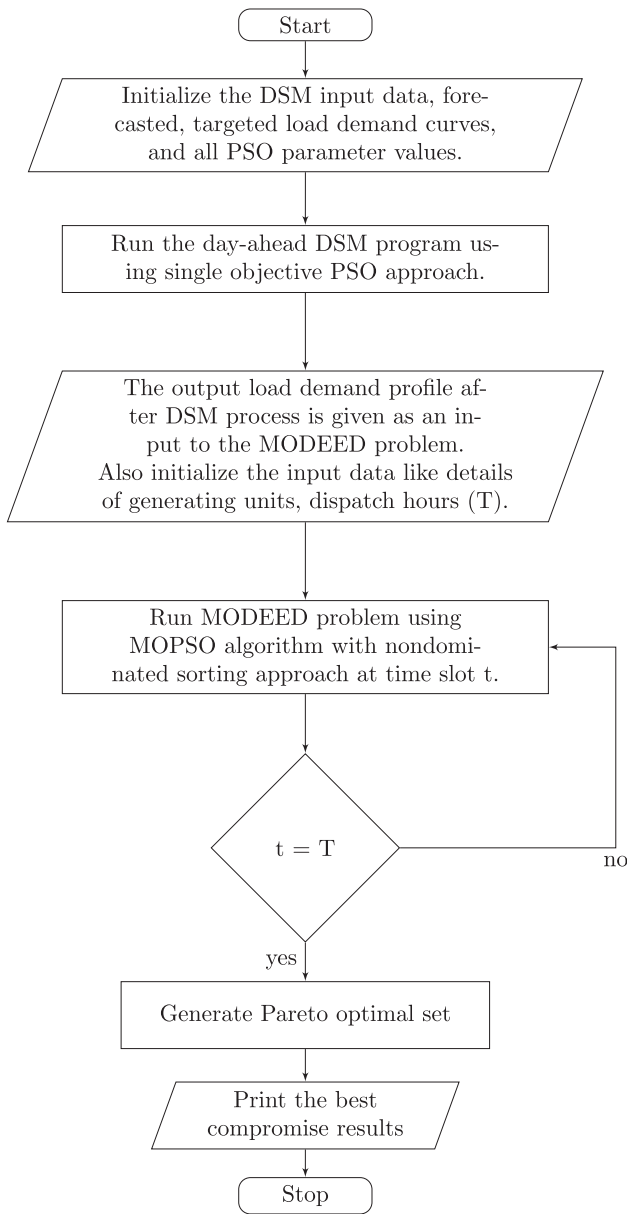 Start
Initialize the DSM input data, fore-
casted, targeted load demand curves,
and all PSO parameter values.
Run the day-ahead DSM program us-
ing single objective PSO approach.
The output load demand profile af-
ter DSM process is given as an in-
put to the MODEED problem.
Also initialize the input data like details
of generating units, dispatch hours (T).
Run MODEED problem using
MOPSO algorithm with nondomi-
nated sorting approach at time slot t.
t = T
no
yes
Generate Pareto optimal set
Print the best
compromise results
Stop